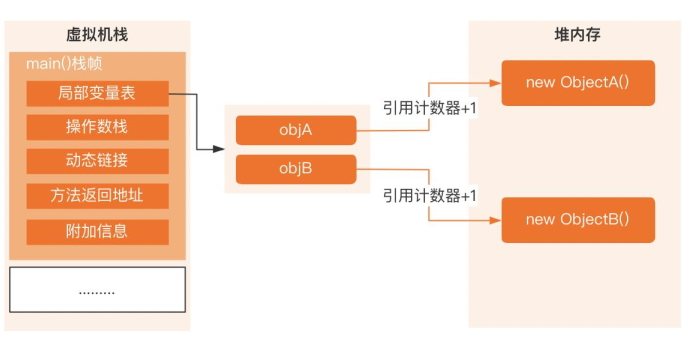 虚拟机栈
main()栈帧
局部变量表
操作数栈
动态链接
方法返回地址
附加信息
.........
objA
objB
引用计数器+1
引用计数器+1
堆内存
new ObjectA()
new ObjectB()